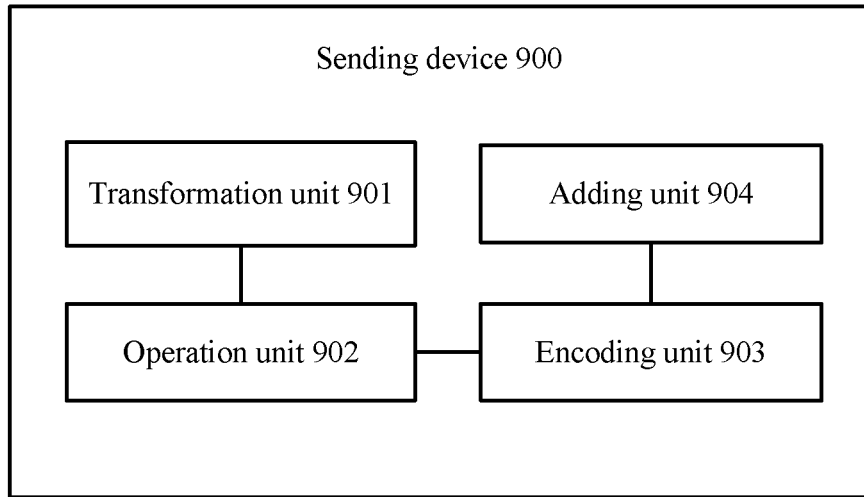 Sending device 900
Transformation unit 901
Adding unit 904
Operation unit 902
Encoding unit 903